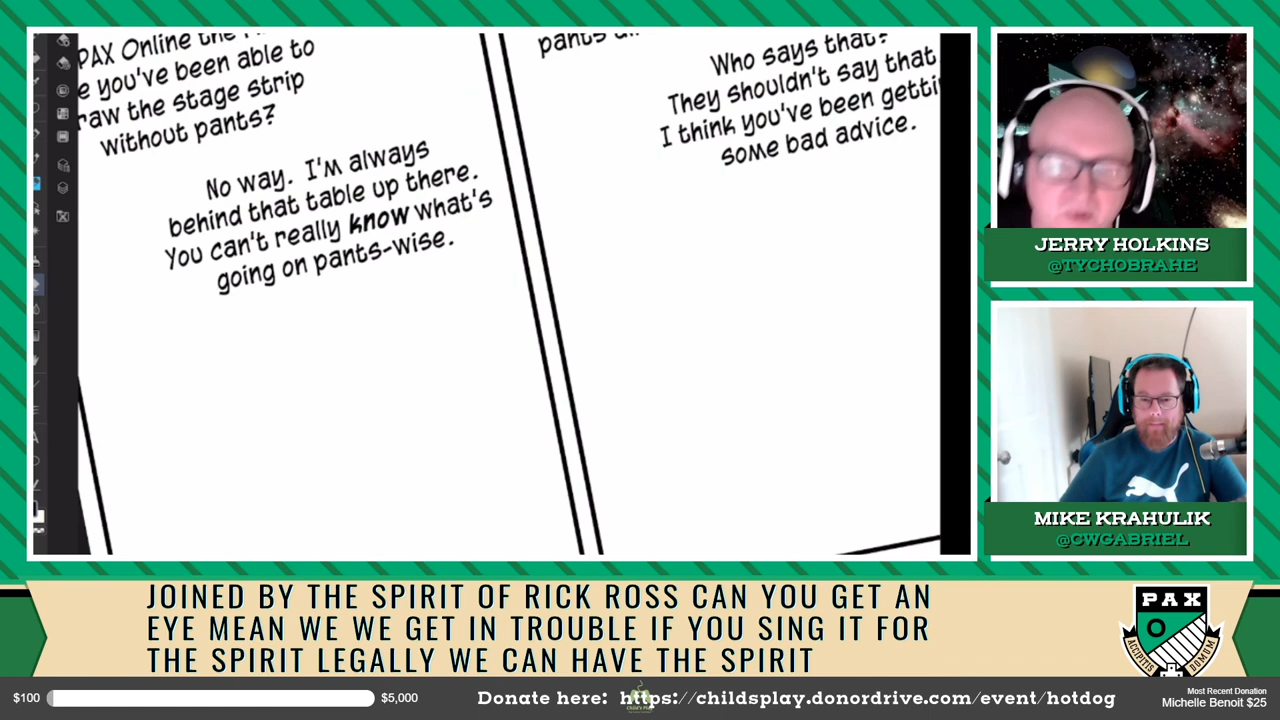 PAX Online the
you've been able to
draw the stage strip
without pants?
No way. I'm always
behind that table up there.
You can't really know what's
going on pants-wise.
pants
Who says that?
They shouldn't say that
I think you've been getti
some bad advice.
JERRY HOLKINS
@TYCHOBRAHE
MIKE KRAHULIK
@CWGABRIEL
JOINED BY THE SPIRIT OF RICK ROSS CAN YOU GET AN
EYE MEAN WE WE GET IN TROUBLE IF YOU SING IT FOR
THE SPIRIT LEGALLY WE CAN HAVE THE SPIRIT
PAX
ACCIPITIS DOMUM
$100
$5,000
Donate here: https://childsplay.donordrive.com/event/hotdog
Most Recent Donation
Michelle Benoit $25